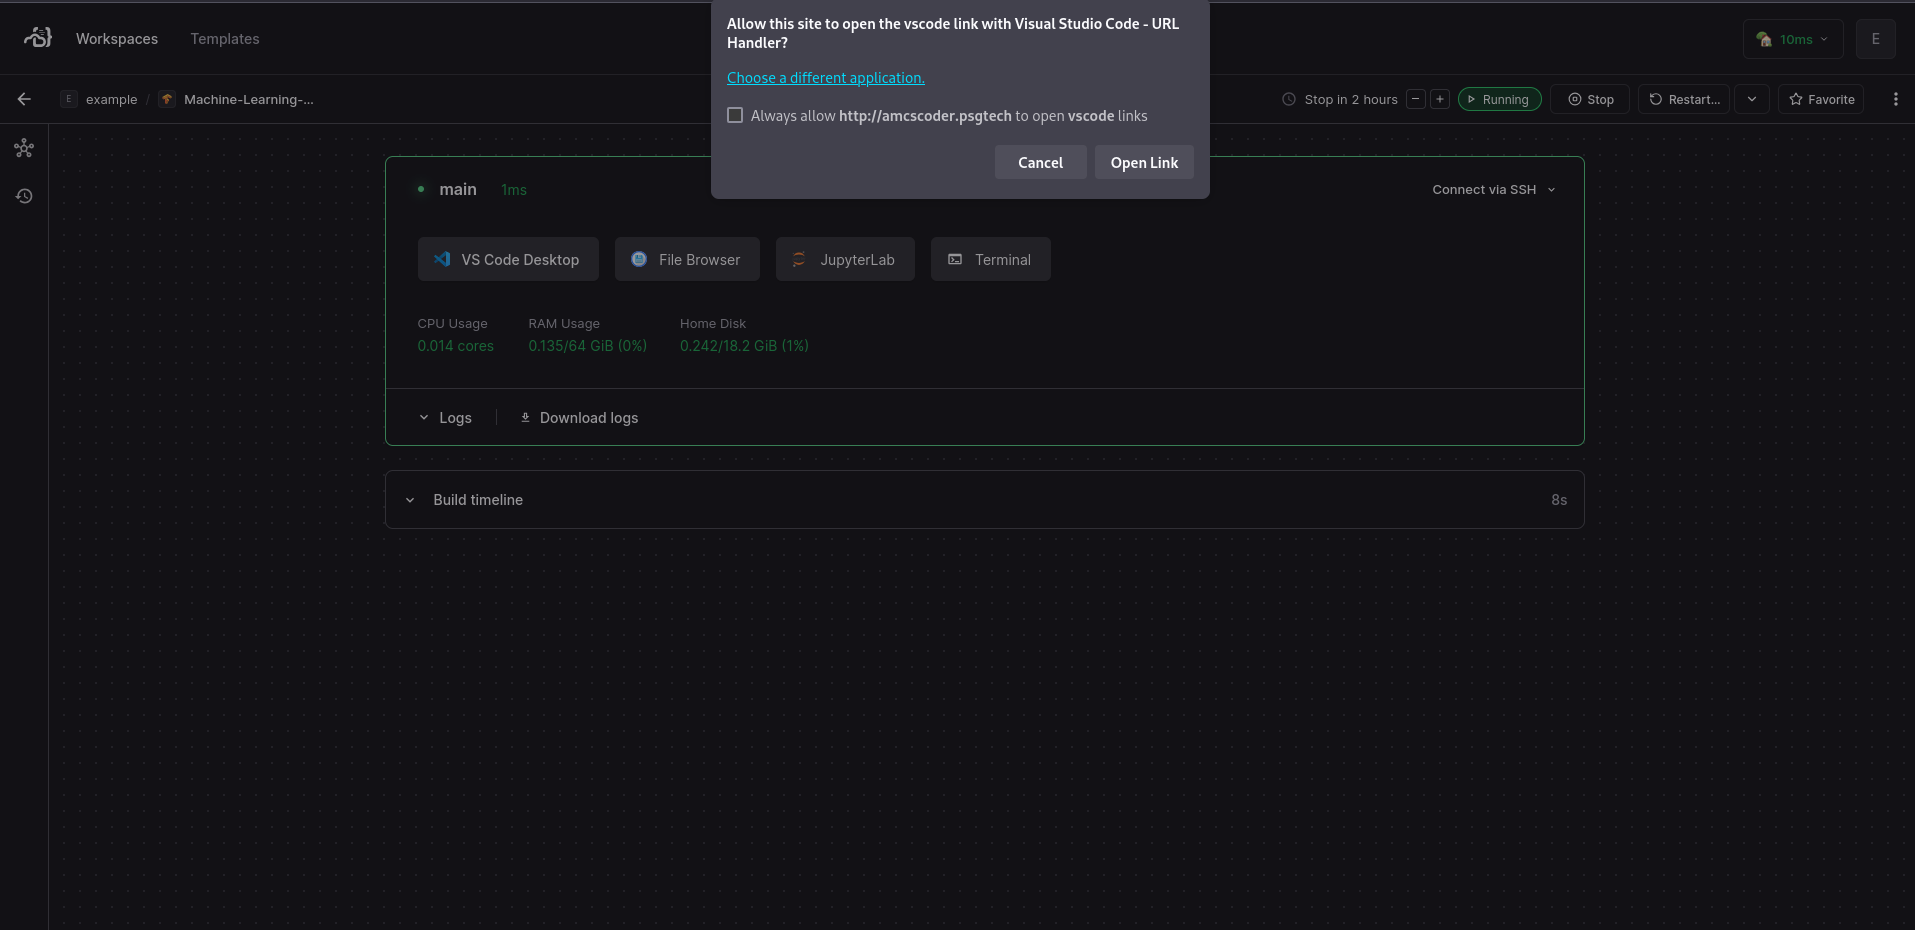 Allow this site to open the vscode link with Visual Studio Code - URL
Handler?
Choose a different application.
Always allow http://amcscoder.psgtech to open vscode links
Cancel
Open Link
Workspaces
Templates
10ms
E
E
example
/
Machine-Learning-...
Stop in 2 hours
Running
Stop
Restart...
Favorite
main
1ms
Connect via SSH
VS Code Desktop
File Browser
JupyterLab
Terminal
CPU Usage
RAM Usage
Home Disk
0.014 cores
0.135/64 GiB (0%)
0.242/18.2 GiB (1%)
Logs
Download logs
Build timeline
8s